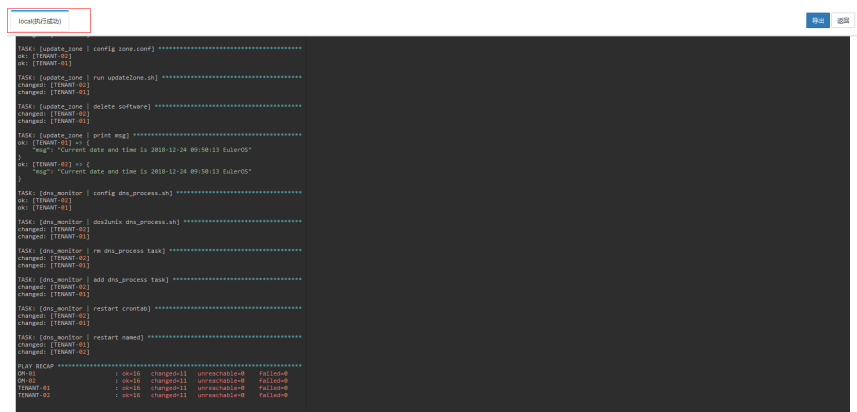 local(执行成功)
导出
返回
TASK: [update_zone | config zone.conf] ****************************************
ok: [TENANT-02]
ok: [TENANT-01]
TASK: [update_zone | run updateZone.sh] ***************************************
changed: [TENANT-02]
changed: [TENANT-01]
TASK: [update_zone | delete software] *****************************************
changed: [TENANT-02]
changed: [TENANT-01]
TASK: [update_zone | print msg] ***********************************************
ok: [TENANT-01] => {
"msg": "Current date and time is 2018-12-24 09:50:13 EulerOS"
}
ok: [TENANT-02] => {
"msg": "Current date and time is 2018-12-24 09:50:13 EulerOS"
}
TASK: [dns_monitor | config dns_process.sh] ***********************************
ok: [TENANT-02]
ok: [TENANT-01]
TASK: [dns_monitor | dos2unix dns_process.sh] *********************************
changed: [TENANT-02]
changed: [TENANT-01]
TASK: [dns_monitor | rm dns_process task] *************************************
changed: [TENANT-02]
changed: [TENANT-01]
TASK: [dns_monitor | add dns_process task] ************************************
changed: [TENANT-02]
changed: [TENANT-01]
TASK: [dns_monitor | restart crontab] *****************************************
changed: [TENANT-02]
changed: [TENANT-01]
TASK: [dns_monitor | restart named] *******************************************
changed: [TENANT-01]
changed: [TENANT-02]
PLAY RECAP ********************************************************************
OM-01 : ok=16 changed=11 unreachable=0 failed=0
OM-02 : ok=16 changed=11 unreachable=0 failed=0
TENANT-01 : ok=16 changed=11 unreachable=0 failed=0
TENANT-02 : ok=16 changed=11 unreachable=0 failed=0